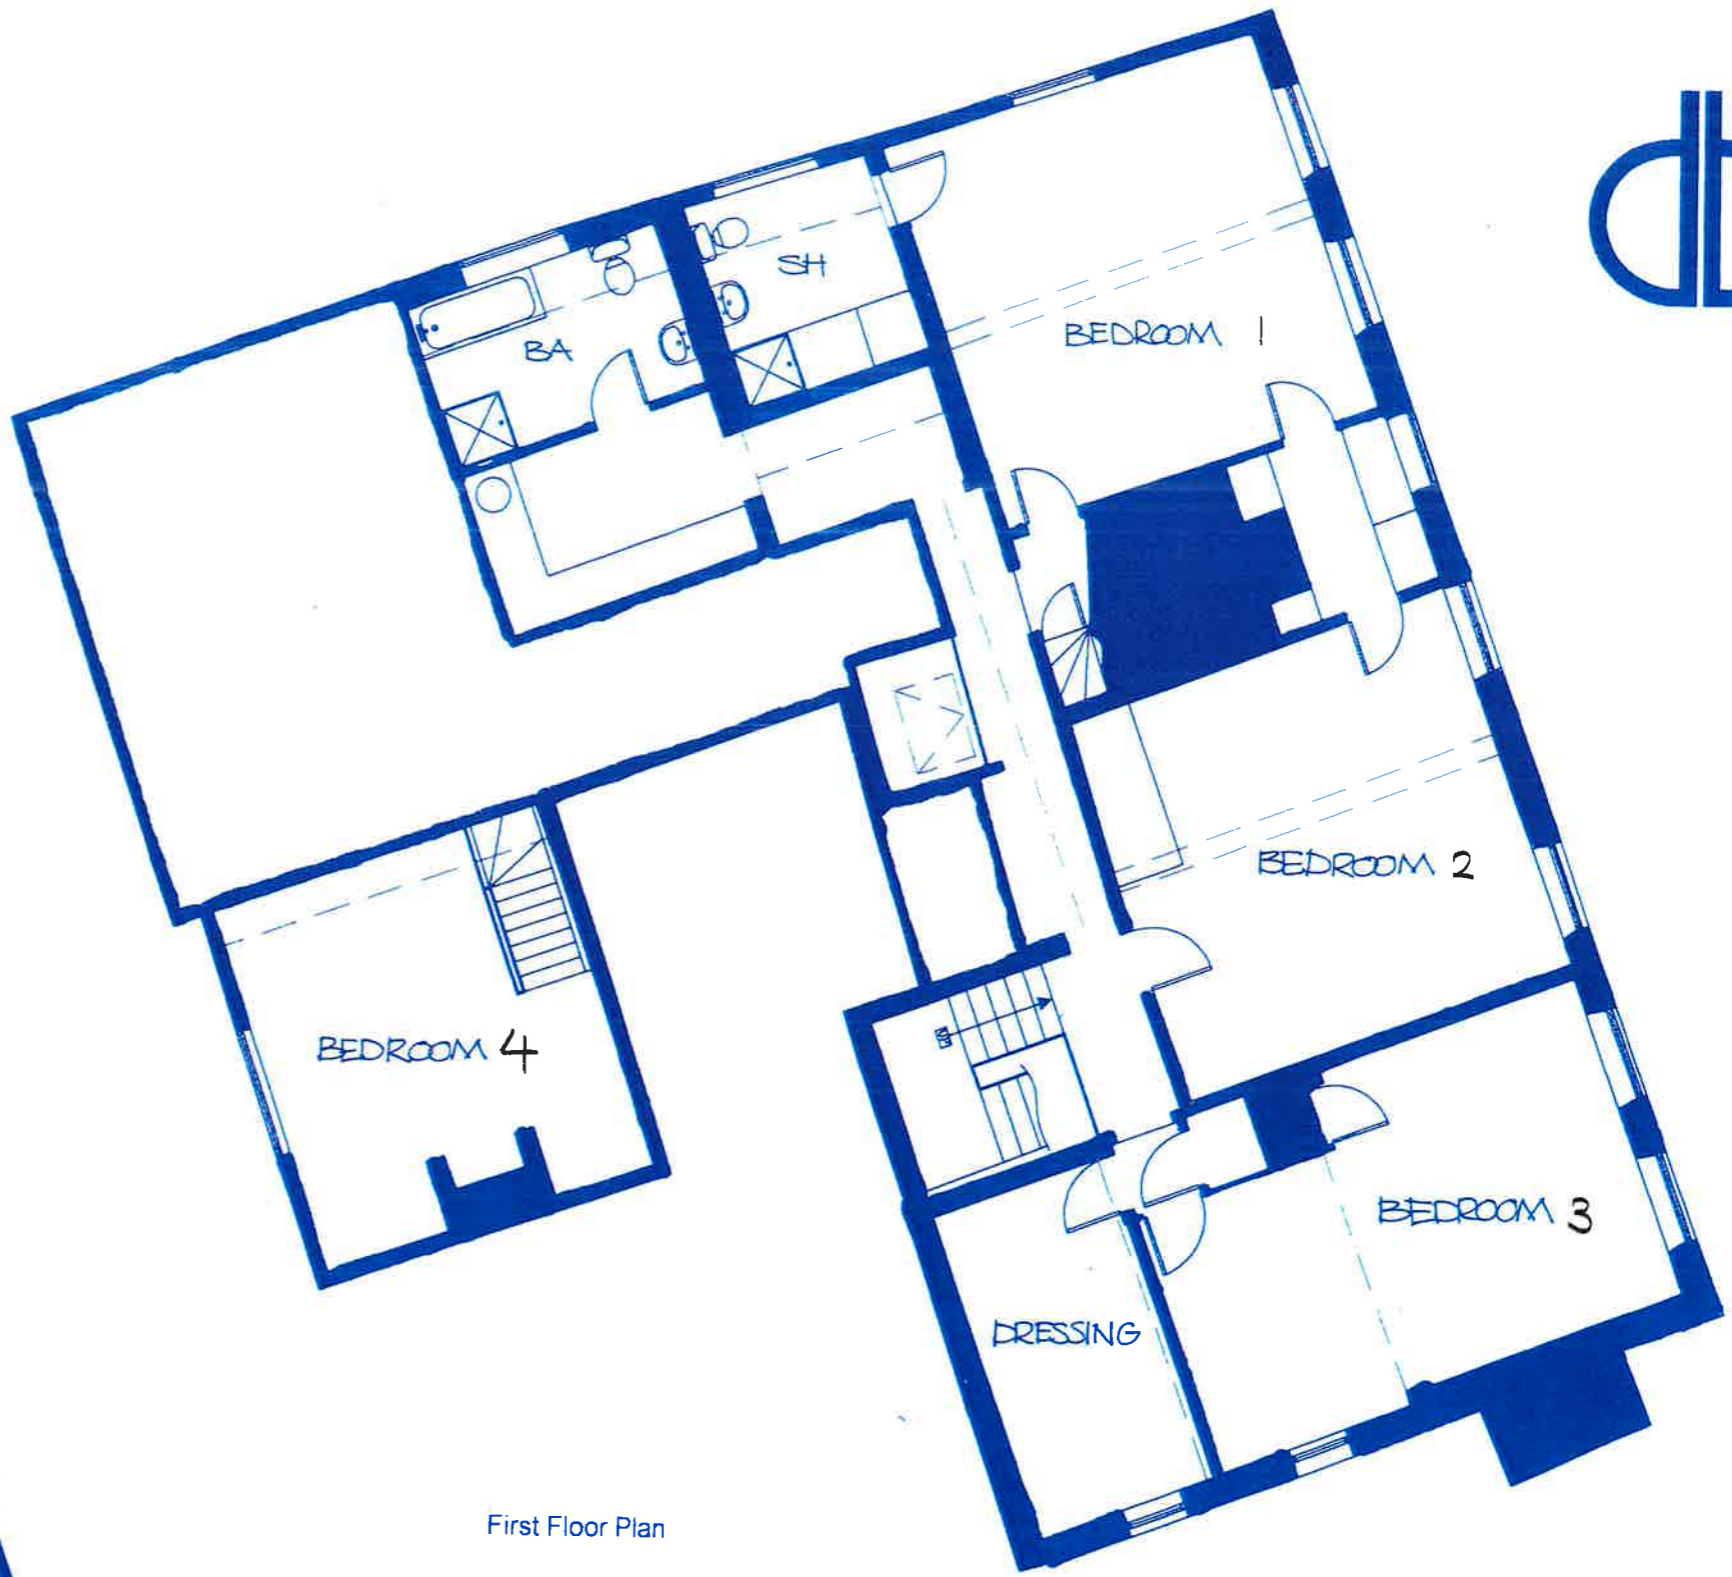 SH
BA
BEDROOM 1
BEDROOM 2
BEDROOM 4
BEDROOM 3
DRESSING
First Floor Plan